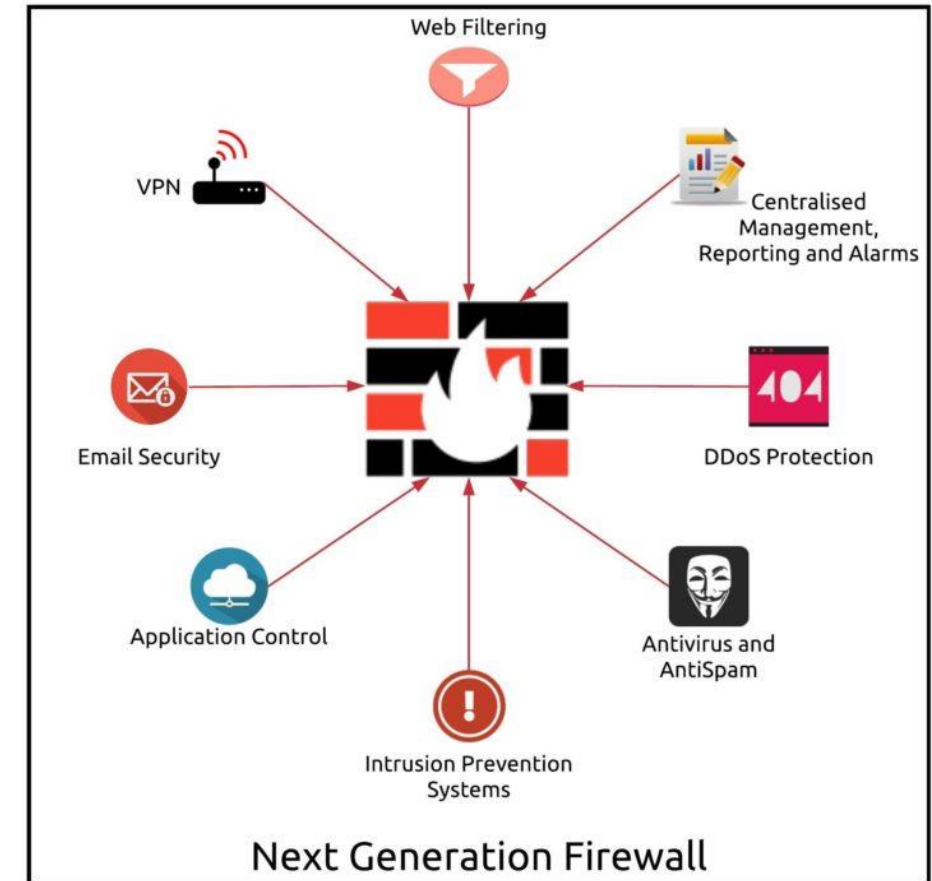 Web Filtering
VPN
Centralised
Management,
Reporting and Alarms
404
Email Security
DDoS Protection
Application Control
Antivirus and
AntiSpam
Intrusion Prevention
Systems
Next Generation Firewall